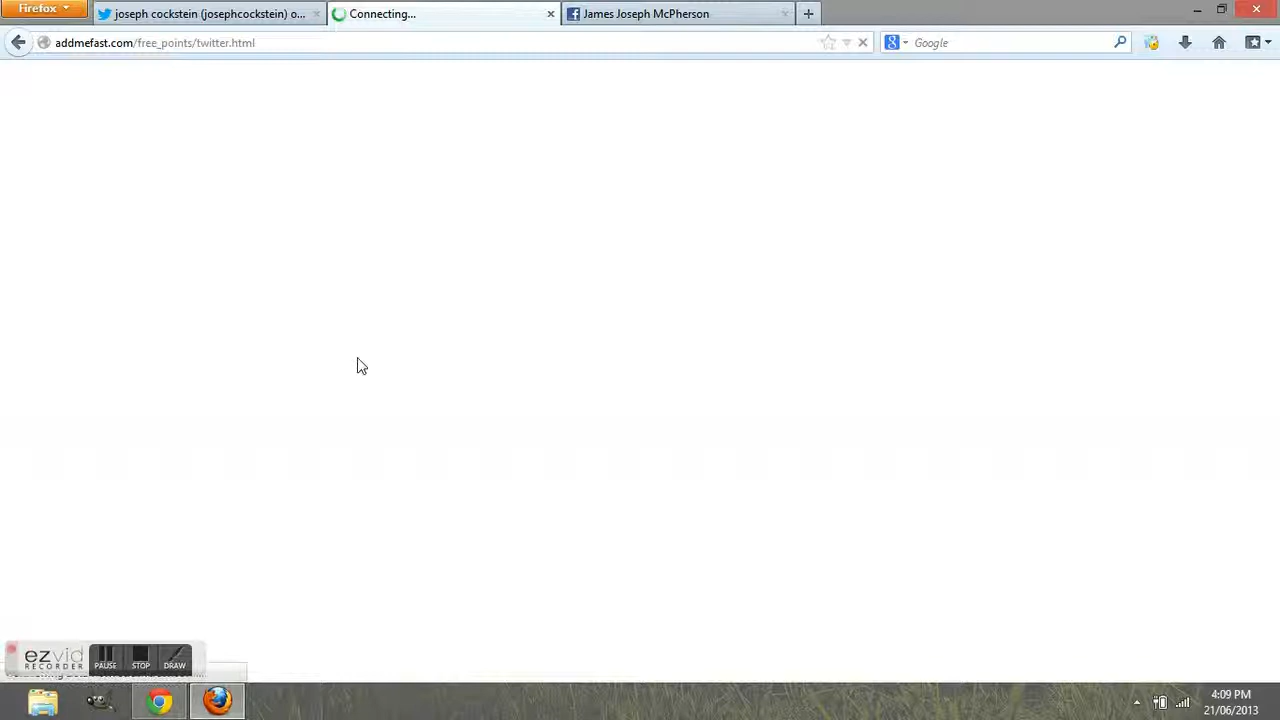 Firefox
joseph cockstein (josephcockstein) o...
Connecting...
James Joseph McPherson
addmefast.com/free_points/twitter.html
Google
ezvid
RECORDER
PAUSE
STOP
DRAW
4:09 PM
21/06/2013